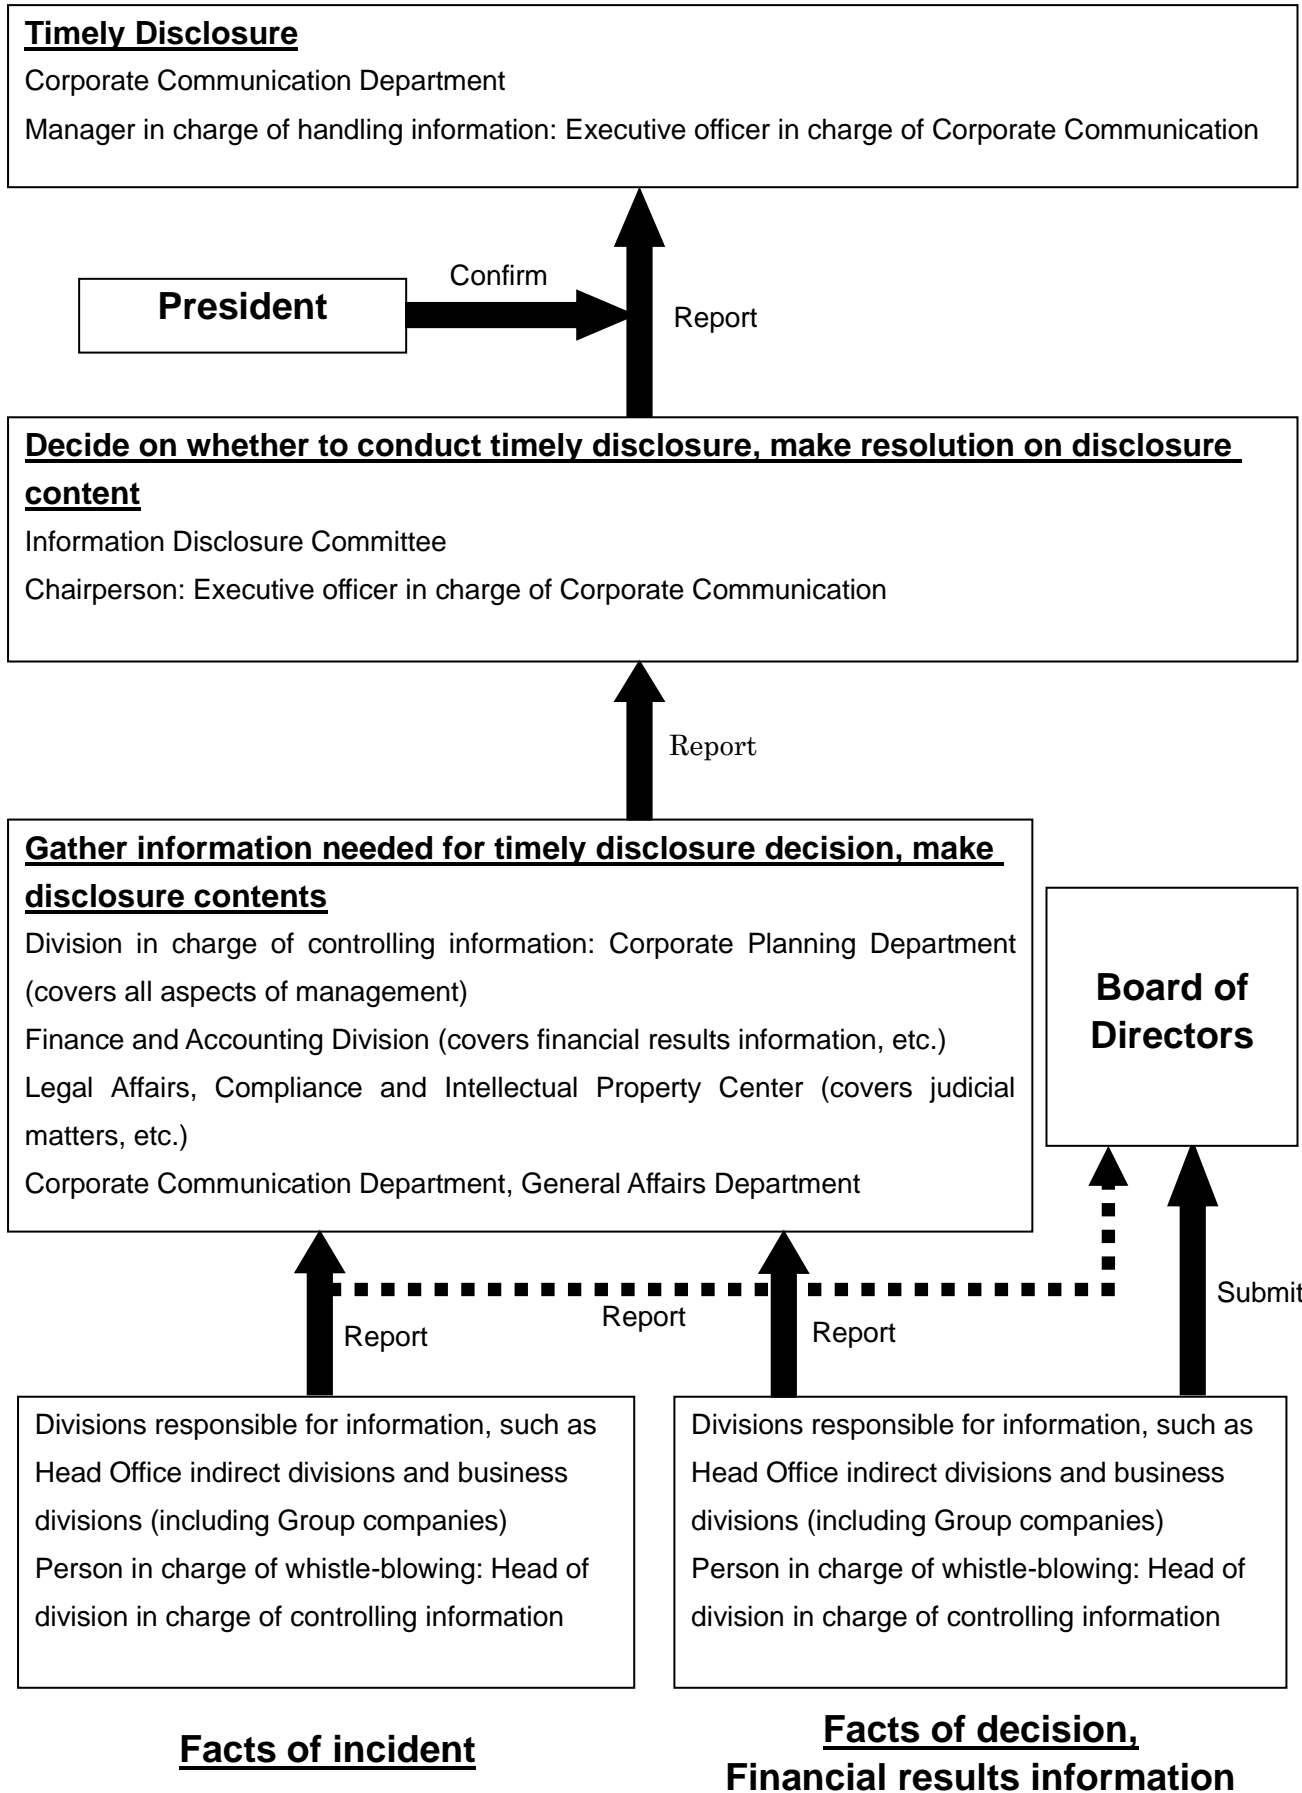 Timely Disclosure
Corporate Communication Department
Manager in charge of handling information: Executive officer in charge of Corporate Communication
Confirm
President
Report
Decide on whether to conduct timely disclosure, make resolution on disclosure
content
Information Disclosure Committee
Chairperson: Executive officer in charge of Corporate Communication
Report
Gather information needed for timely disclosure decision, make
disclosure contents
Division in charge of controlling information: Corporate Planning Department
(covers all aspects of management)
Finance and Accounting Division (covers financial results information, etc.)
Legal Affairs, Compliance and Intellectual Property Center (covers judicial
matters, etc.)
Corporate Communication Department, General Affairs Department
Board of
Directors
Submit
Report
Report
Report
Divisions responsible for information, such as
Head Office indirect divisions and business
divisions (including Group companies)
Person in charge of whistle-blowing: Head of
division in charge of controlling information
Divisions responsible for information, such as
Head Office indirect divisions and business
divisions (including Group companies)
Person in charge of whistle-blowing: Head of
division in charge of controlling information
Facts of incident
Facts of decision,
Financial results information